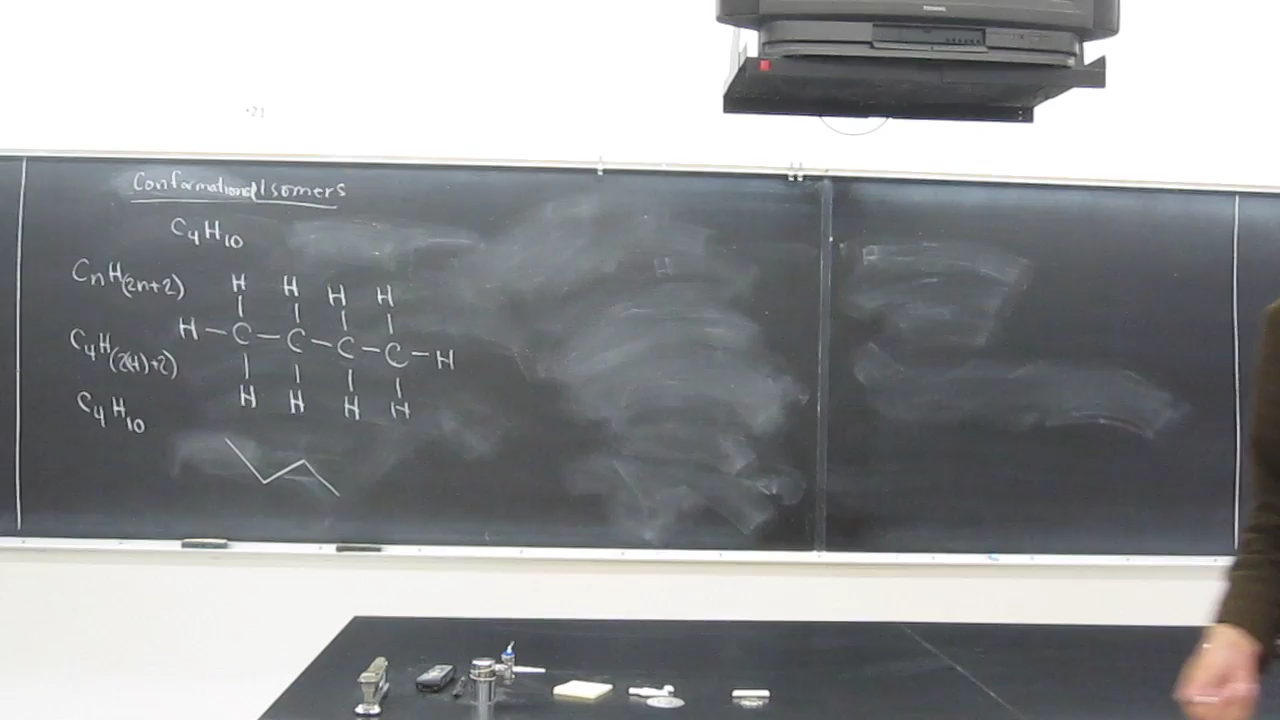 Conformational Isomers
C4H10
CnH(2n+2)
H H H H
H-C-C-C-C-H
C4H(2(4)+2)
H H H H
C4H10